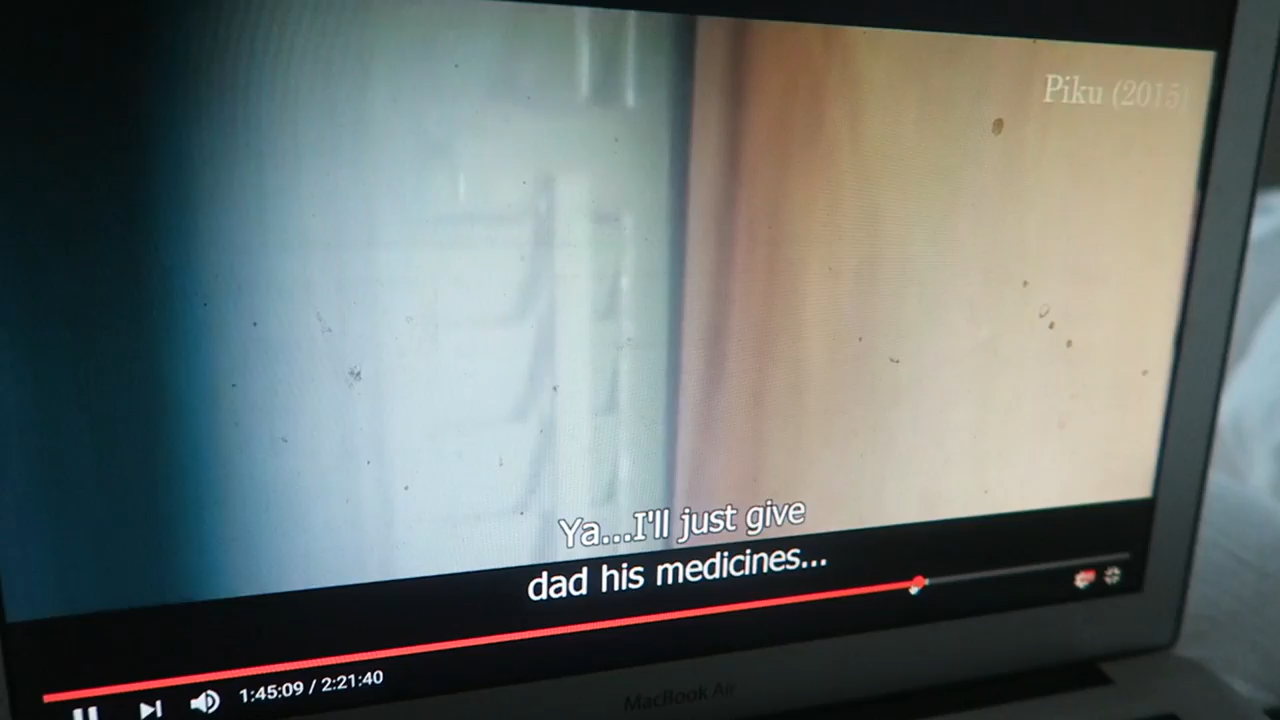 Piku (2015)
Ya...I'll just give
dad his medicines...
1:45:09 / 2:21:40
MacBook Air